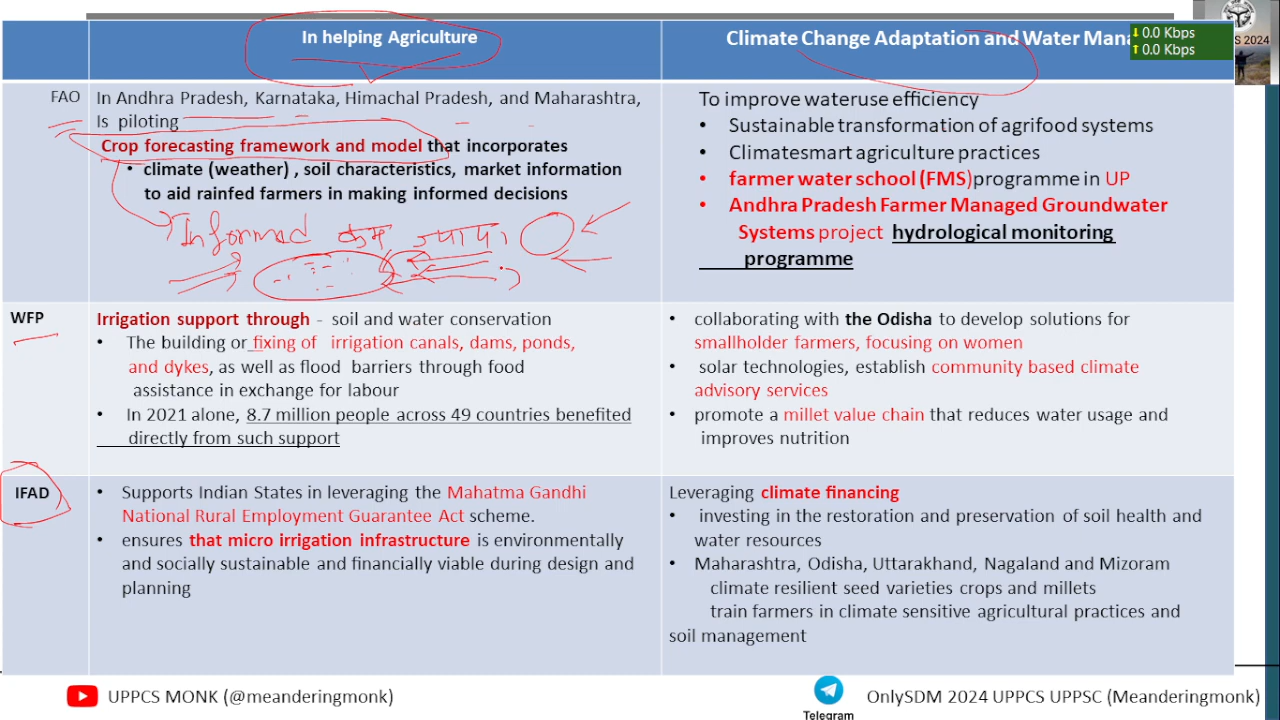 In helping Agriculture
Climate Change Adaptation and Water Mana
0.0 Kbps
0.0 Kbps
S 2024
FAO
In Andhra Pradesh, Karnataka, Himachal Pradesh, and Maharashtra,
Is piloting
Crop forecasting framework and model that incorporates
• climate (weather) , soil characteristics, market information
to aid rainfed farmers in making informed decisions
Informed कम ज्यादा
To improve wateruse efficiency
• Sustainable transformation of agrifood systems
• Climatesmart agriculture practices
• farmer water school (FMS)programme in UP
• Andhra Pradesh Farmer Managed Groundwater
Systems project hydrological monitoring
programme
WFP
Irrigation support through - soil and water conservation
• The building or fixing of irrigation canals, dams, ponds,
and dykes, as well as flood barriers through food
assistance in exchange for labour
• In 2021 alone, 8.7 million people across 49 countries benefited
directly from such support
• collaborating with the Odisha to develop solutions for
smallholder farmers, focusing on women
• solar technologies, establish community based climate
advisory services
• promote a millet value chain that reduces water usage and
improves nutrition
IFAD
• Supports Indian States in leveraging the Mahatma Gandhi
National Rural Employment Guarantee Act scheme.
• ensures that micro irrigation infrastructure is environmentally
and socially sustainable and financially viable during design and
planning
Leveraging climate financing
• investing in the restoration and preservation of soil health and
water resources
• Maharashtra, Odisha, Uttarakhand, Nagaland and Mizoram
climate resilient seed varieties crops and millets
train farmers in climate sensitive agricultural practices and
soil management
UPPCS MONK (@meanderingmonk)
Telegram
OnlySDM 2024 UPPCS UPPSC (Meanderingmonk)